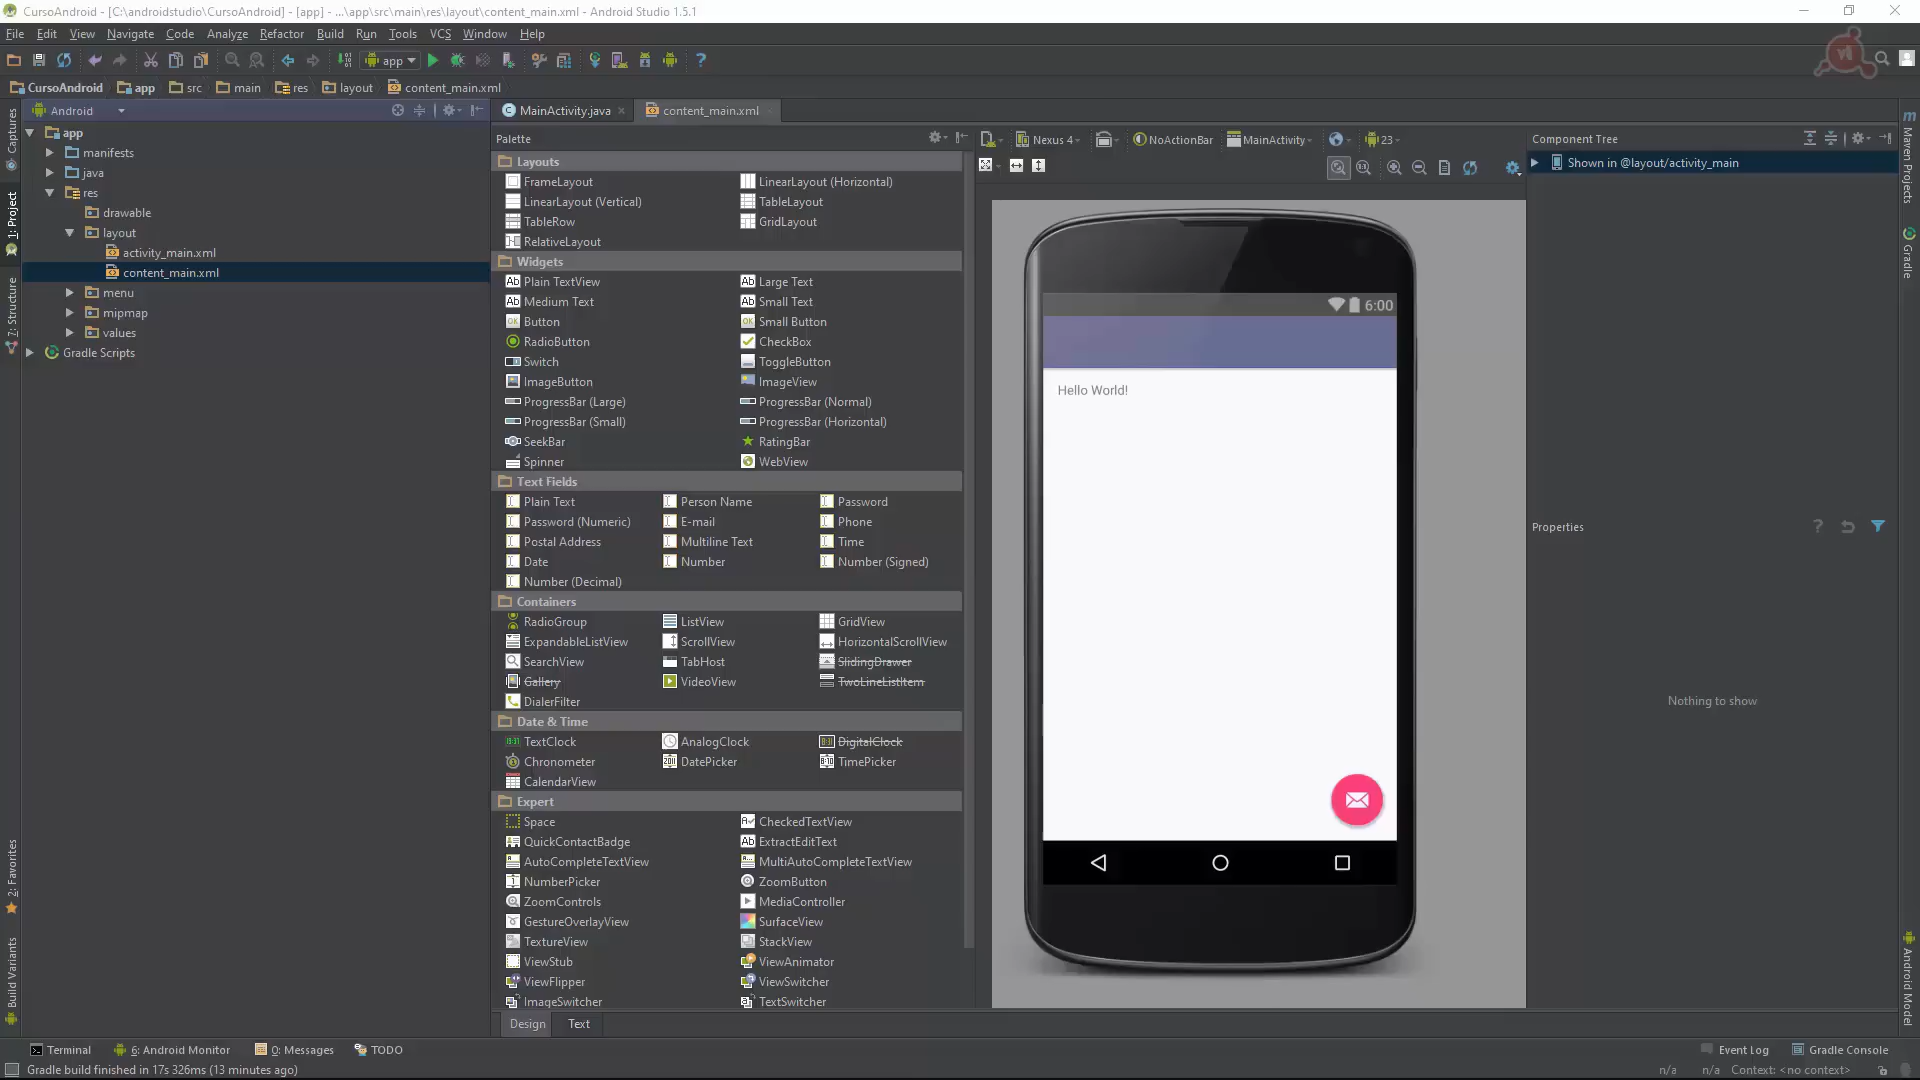 CursoAndroid - [C:\androidstudio\CursoAndroid] - [app] - ...\app\src\main\res\layout\content_main.xml - Android Studio 1.5.1
File Edit View Navigate Code Analyze Refactor Build Run Tools VCS Window Help
app
CursoAndroid app src main res layout content_main.xml
Android
MainActivity.java content_main.xml
Captures
1: Project
7: Structure
2: Favorites
Build Variants
app
manifests
java
res
drawable
layout
activity_main.xml
content_main.xml
menu
mipmap
values
Gradle Scripts
Palette
Layouts
FrameLayout LinearLayout (Horizontal)
LinearLayout (Vertical) TableLayout
TableRow GridLayout
RelativeLayout
Widgets
Plain TextView Large Text
Medium Text Small Text
Button Small Button
RadioButton CheckBox
Switch ToggleButton
ImageButton ImageView
ProgressBar (Large) ProgressBar (Normal)
ProgressBar (Small) ProgressBar (Horizontal)
SeekBar RatingBar
Spinner WebView
Text Fields
Plain Text Person Name Password
Password (Numeric) E-mail Phone
Postal Address Multiline Text Time
Date Number Number (Signed)
Number (Decimal)
Containers
RadioGroup ListView GridView
ExpandableListView ScrollView HorizontalScrollView
SearchView TabHost SlidingDrawer
Gallery VideoView TwoLineListItem
DialerFilter
Date & Time
TextClock AnalogClock DigitalClock
Chronometer DatePicker TimePicker
CalendarView
Expert
Space CheckedTextView
QuickContactBadge ExtractEditText
AutoCompleteTextView MultiAutoCompleteTextView
NumberPicker ZoomButton
ZoomControls MediaController
GestureOverlayView SurfaceView
TextureView StackView
ViewStub ViewAnimator
ViewFlipper ViewSwitcher
ImageSwitcher TextSwitcher
Design Text
Nexus 4 NoActionBar MainActivity 23
6:00
Hello World!
Component Tree
Shown in @layout/activity_main
Properties
Nothing to show
Maven Projects
Gradle
Android Model
Terminal 6: Android Monitor 0: Messages TODO Event Log Gradle Console
Gradle build finished in 17s 326ms (13 minutes ago) n/a n/a Context: <no context>